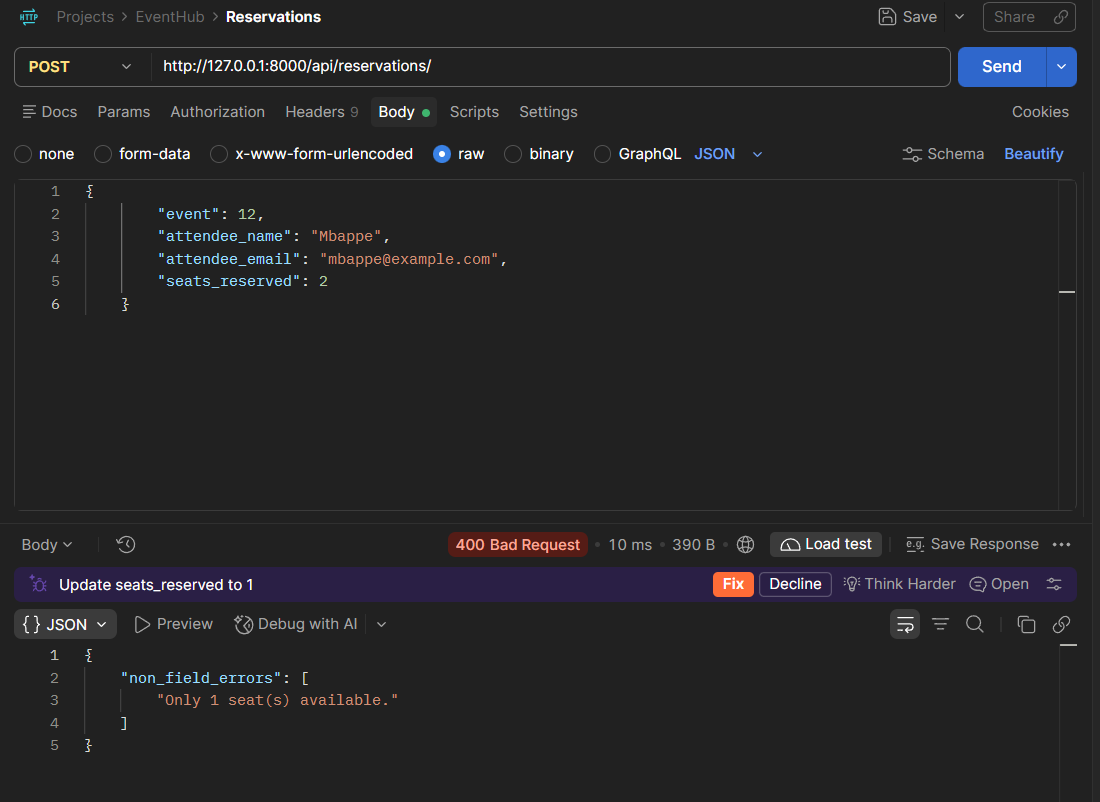 HTTP Projects > EventHub > Reservations Save Share
POST http://127.0.0.1:8000/api/reservations/ Send
Docs Params Authorization Headers 9 Body Scripts Settings Cookies
none form-data x-www-form-urlencoded raw binary GraphQL JSON Schema Beautify
1 {
2 "event": 12,
3 "attendee_name": "Mbappe",
4 "attendee_email": "mbappe@example.com",
5 "seats_reserved": 2
6 }
Body 400 Bad Request • 10 ms • 390 B • Load test e.g. Save Response •••
Update seats_reserved to 1 Fix Decline Think Harder Open
{} JSON Preview Debug with AI
1 {
2 "non_field_errors": [
3 "Only 1 seat(s) available."
4 ]
5 }